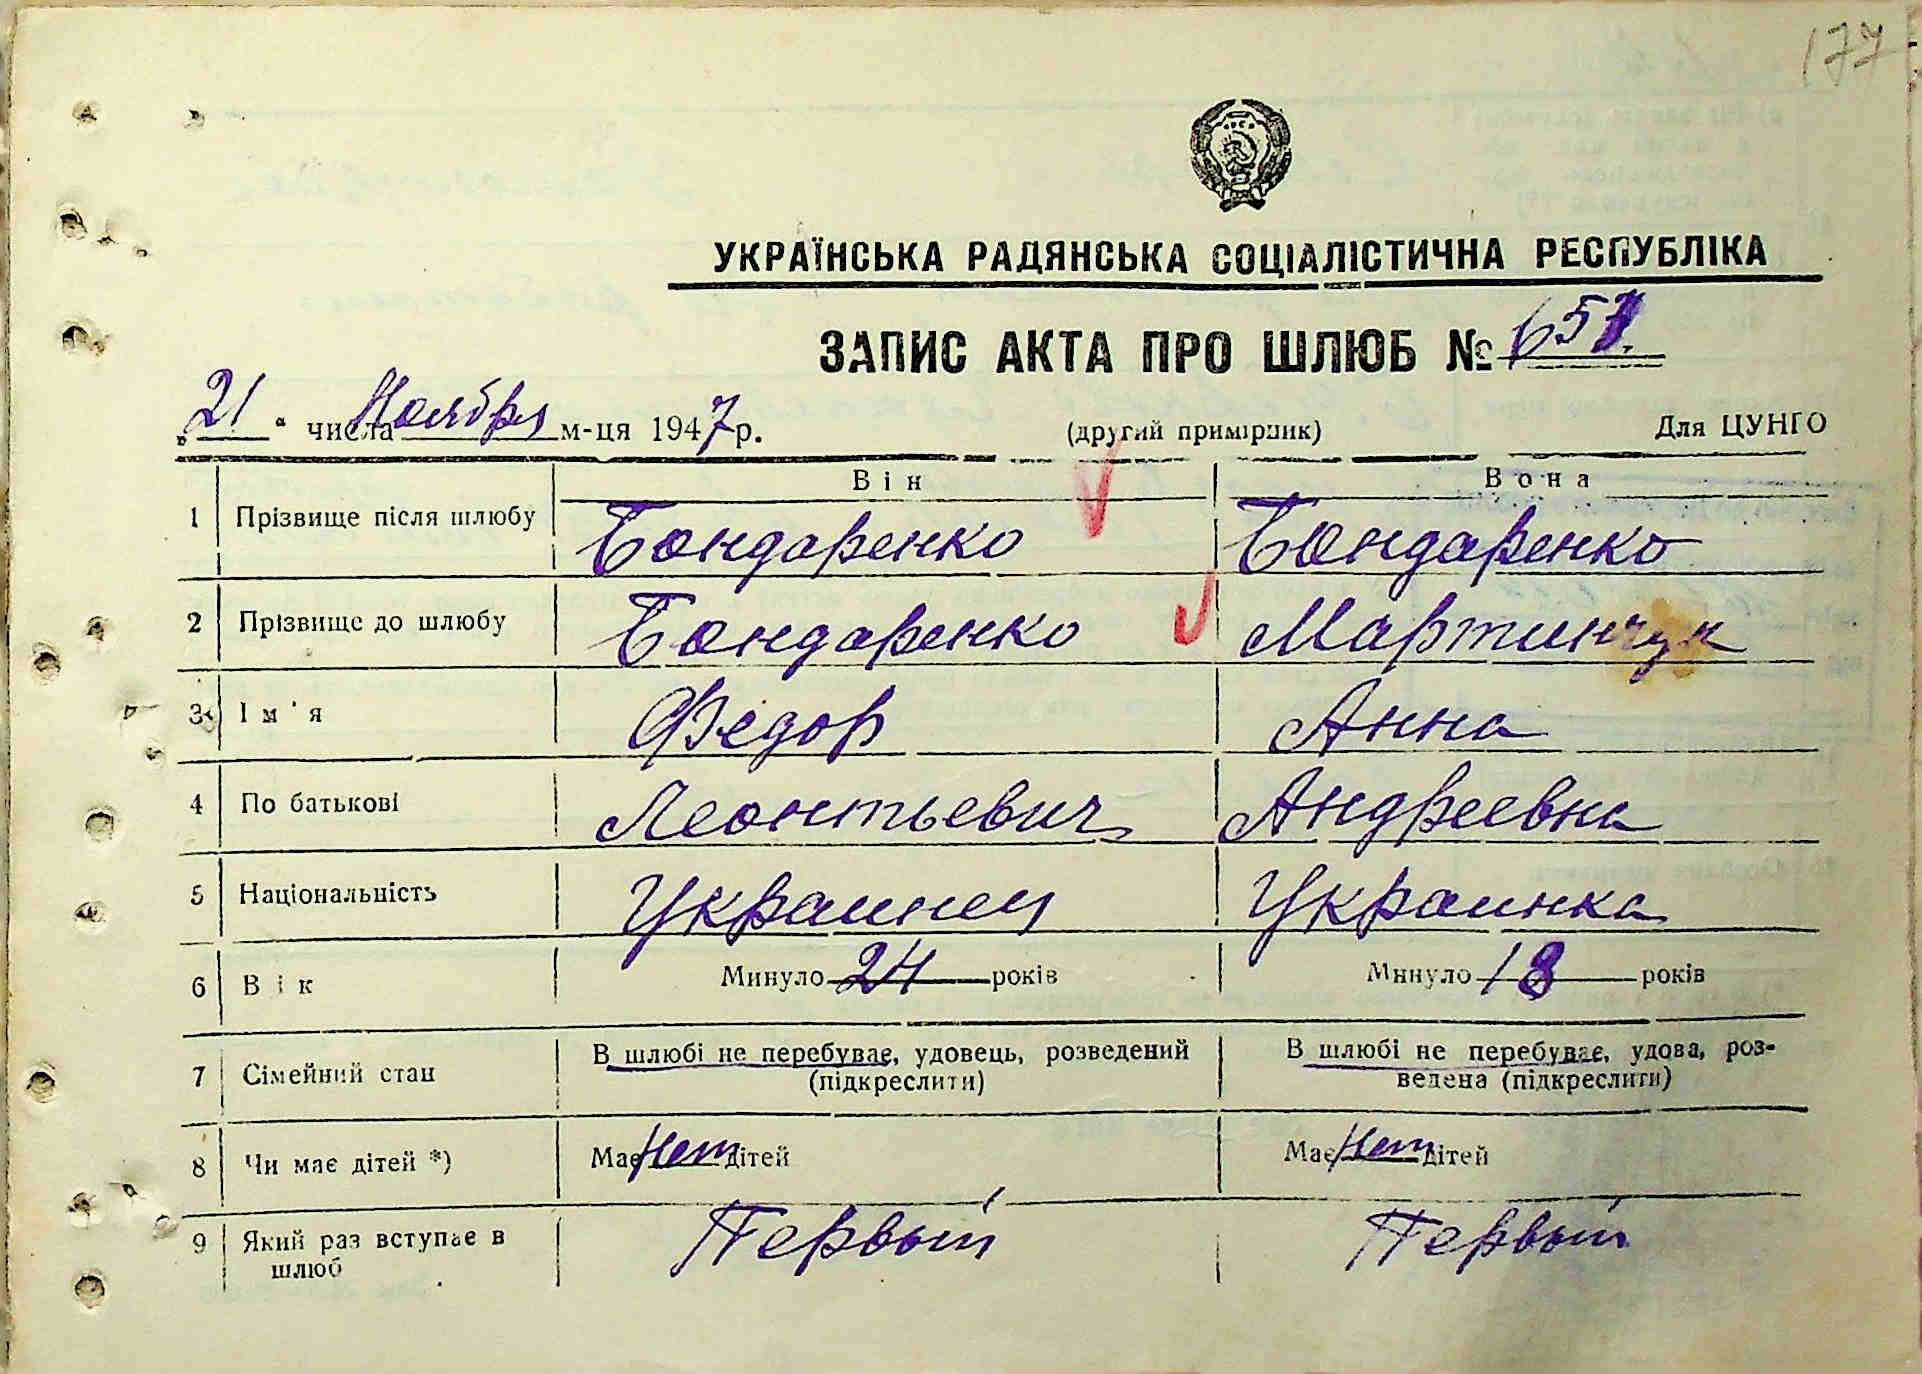 177
УКРАЇНСЬКА РАДЯНСЬКА СОЦІАЛІСТИЧНА РЕСПУБЛІКА
ЗАПИС АКТА ПРО ШЛЮБ № 657.
„21“ числа Ноября м-ця 1947 р. (другий примірник) Для ЦУНГО
Він Вона
1 Прізвище після шлюбу Бондаренко Бондаренко
2 Прізвище до шлюбу Бондаренко Мартинчук
3 Ім'я Федор Анна
4 По батькові Леонтьевич Андреевна
5 Національність Украинец Украинка
6 Вік Минуло 24 років Минуло 18 років
7 Сімейний стан В шлюбі не перебуває, удовець, розведений (підкреслити) В шлюбі не перебуває, удова, роз-
ведена (підкреслити)
8 Чи має дітей *) Має Нет дітей Має Нет дітей
9 Який раз вступає в Первый Первый
шлюб